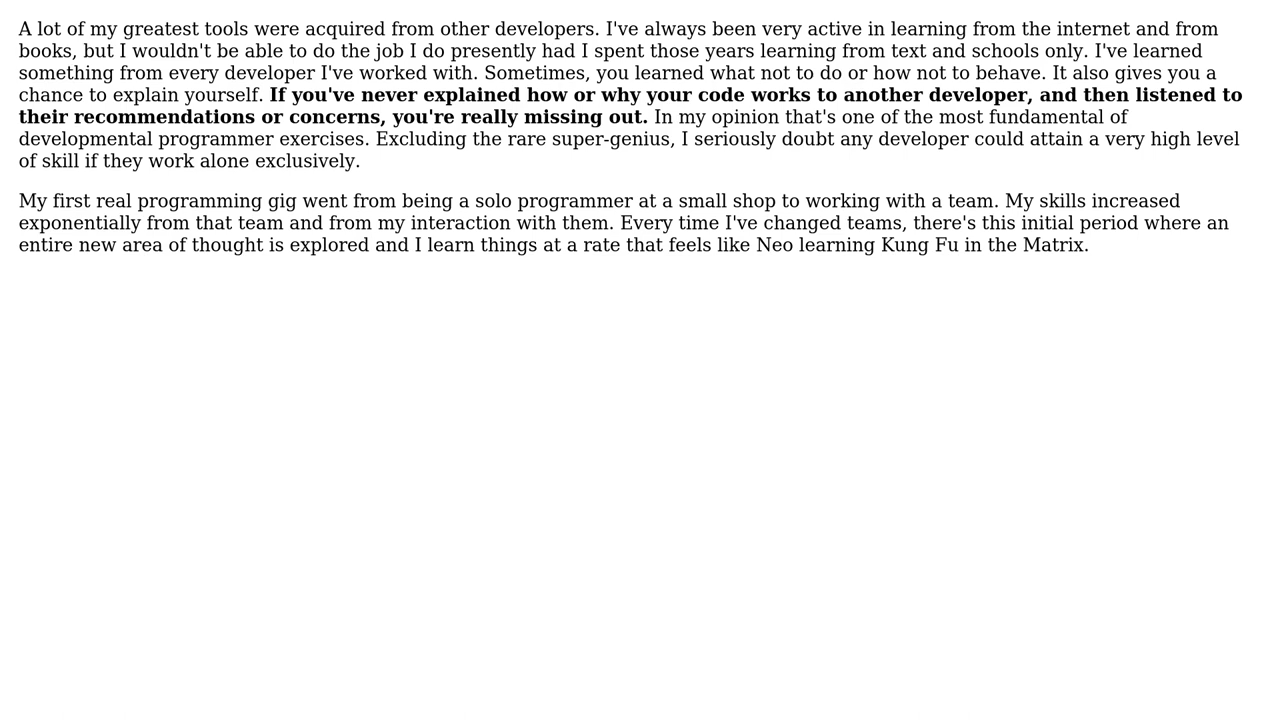 A lot of my greatest tools were acquired from other developers. I've always been very active in learning from the internet and from
books, but I wouldn't be able to do the job I do presently had I spent those years learning from text and schools only. I've learned
something from every developer I've worked with. Sometimes, you learned what not to do or how not to behave. It also gives you a
chance to explain yourself. If you've never explained how or why your code works to another developer, and then listened to
their recommendations or concerns, you're really missing out. In my opinion that's one of the most fundamental of
developmental programmer exercises. Excluding the rare super-genius, I seriously doubt any developer could attain a very high level
of skill if they work alone exclusively.
My first real programming gig went from being a solo programmer at a small shop to working with a team. My skills increased
exponentially from that team and from my interaction with them. Every time I've changed teams, there's this initial period where an
entire new area of thought is explored and I learn things at a rate that feels like Neo learning Kung Fu in the Matrix.